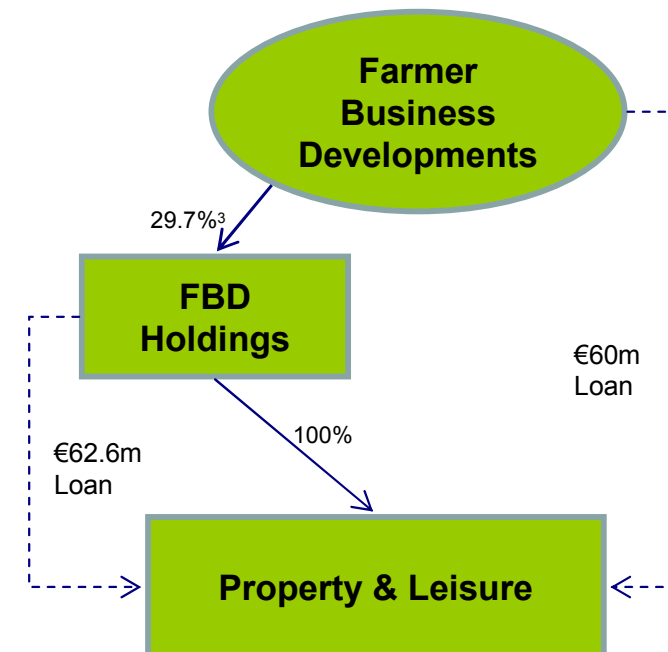 Farmer
Business
Developments
29.7%³
FBD
Holdings
€60m
Loan
100%
€62.6m
Loan
Property & Leisure